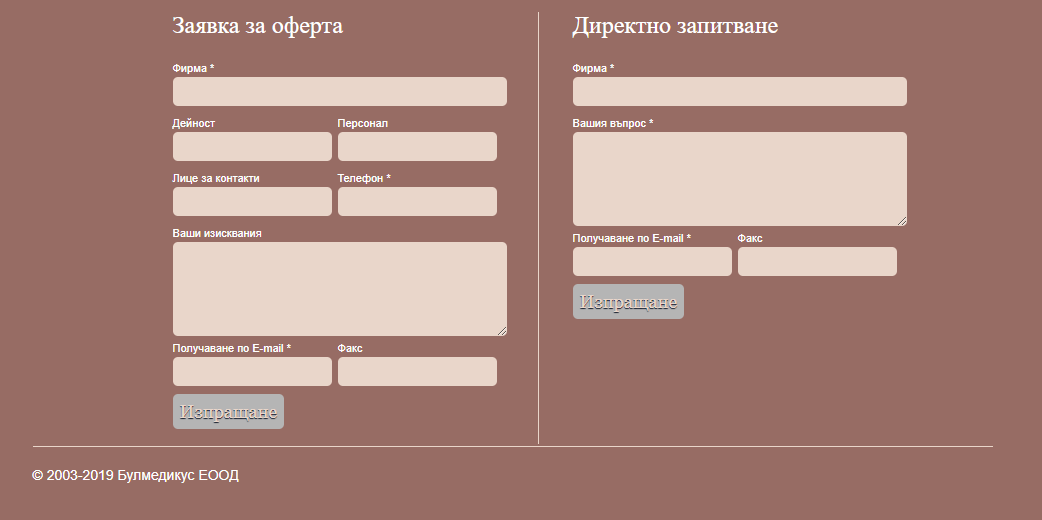 Заявка за оферта
Фирма *
Дейност Персонал
Лице за контакти Телефон *
Ваши изисквания
Получаване по E-mail * Факс
Изпращане
Директно запитване
Фирма *
Вашия въпрос *
Получаване по E-mail * Факс
Изпращане
© 2003-2019 Булмедикус ЕООД